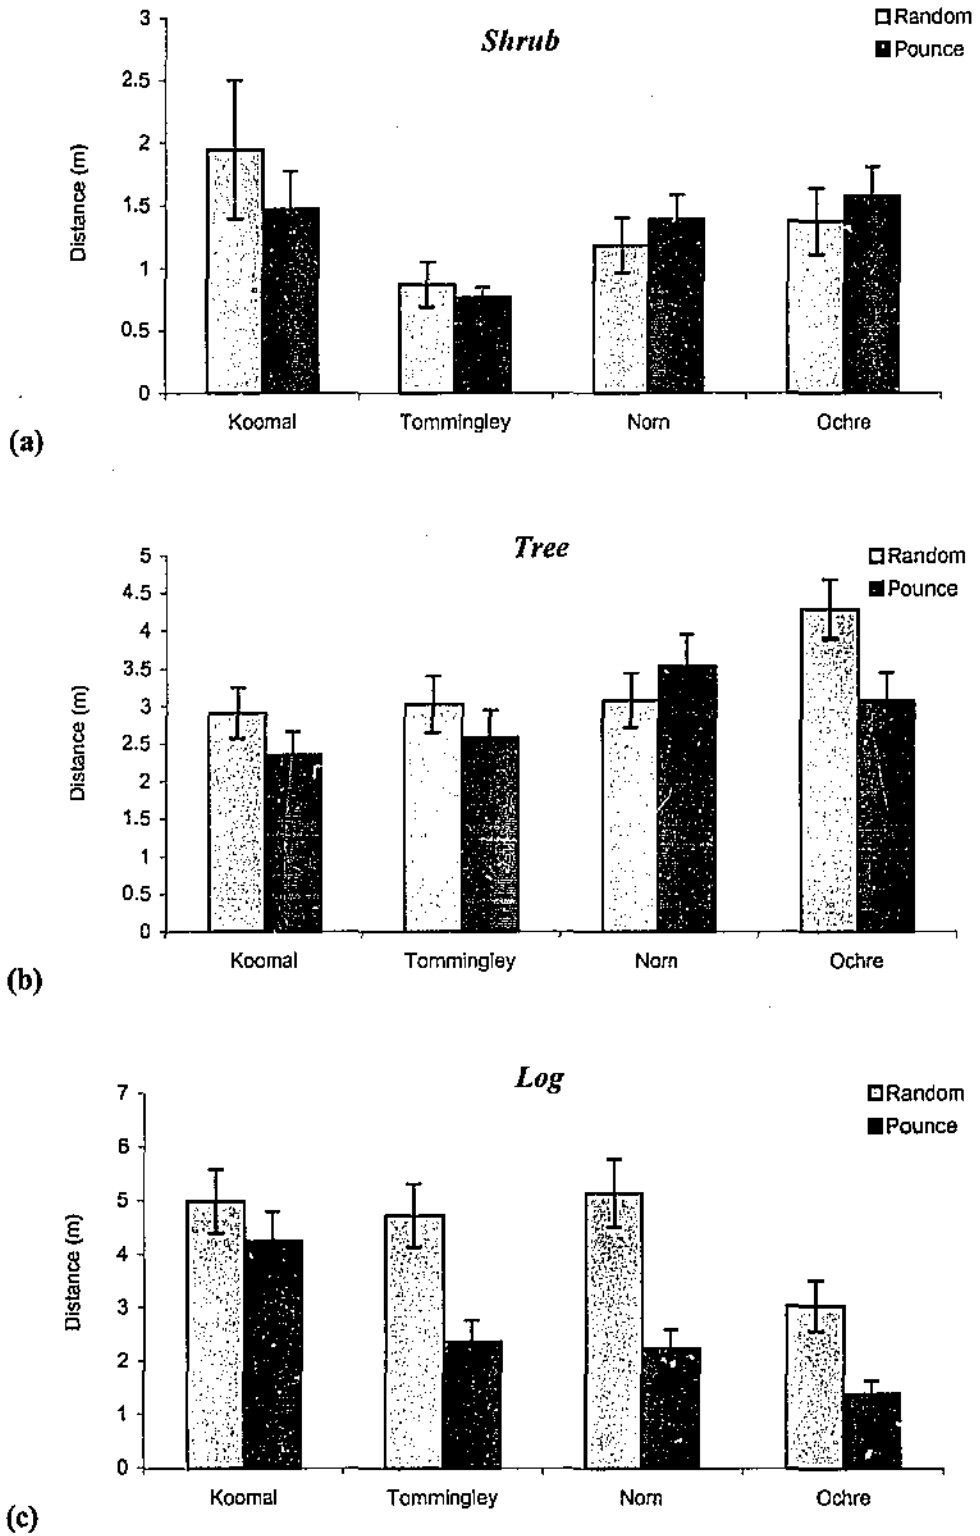 Shrub
Random
Pounce
3
2.5
2
1.5
1
0.5
0
Distance (m)
Koomal Tommingley Norn Ochre
(a)
Tree
Random
Pounce
5
4.5
4
3.5
3
2.5
2
1.5
1
0.5
0
Distance (m)
Koomal Tommingley Norn Ochre
(b)
Log
Random
Pounce
7
6
5
4
3
2
1
0
Distance (m)
Koomal Tommingley Norn Ochre
(c)